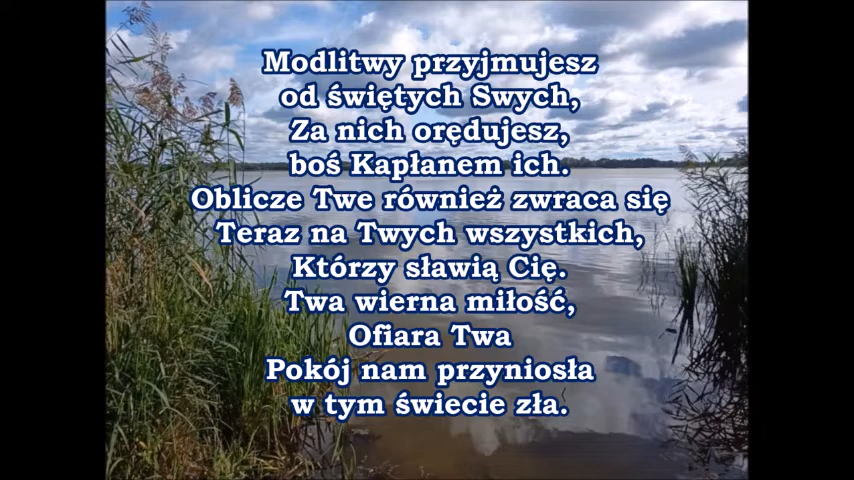 Modlitwy przyjmujesz
od świętych Swych,
Za nich orędujesz,
boś Kapłanem ich.
Oblicze Twe również zwraca się
Teraz na Twych wszystkich,
Którzy sławią Cię.
Twa wierna miłość,
Ofiara Twa
Pokój nam przyniosła
w tym świecie zła.